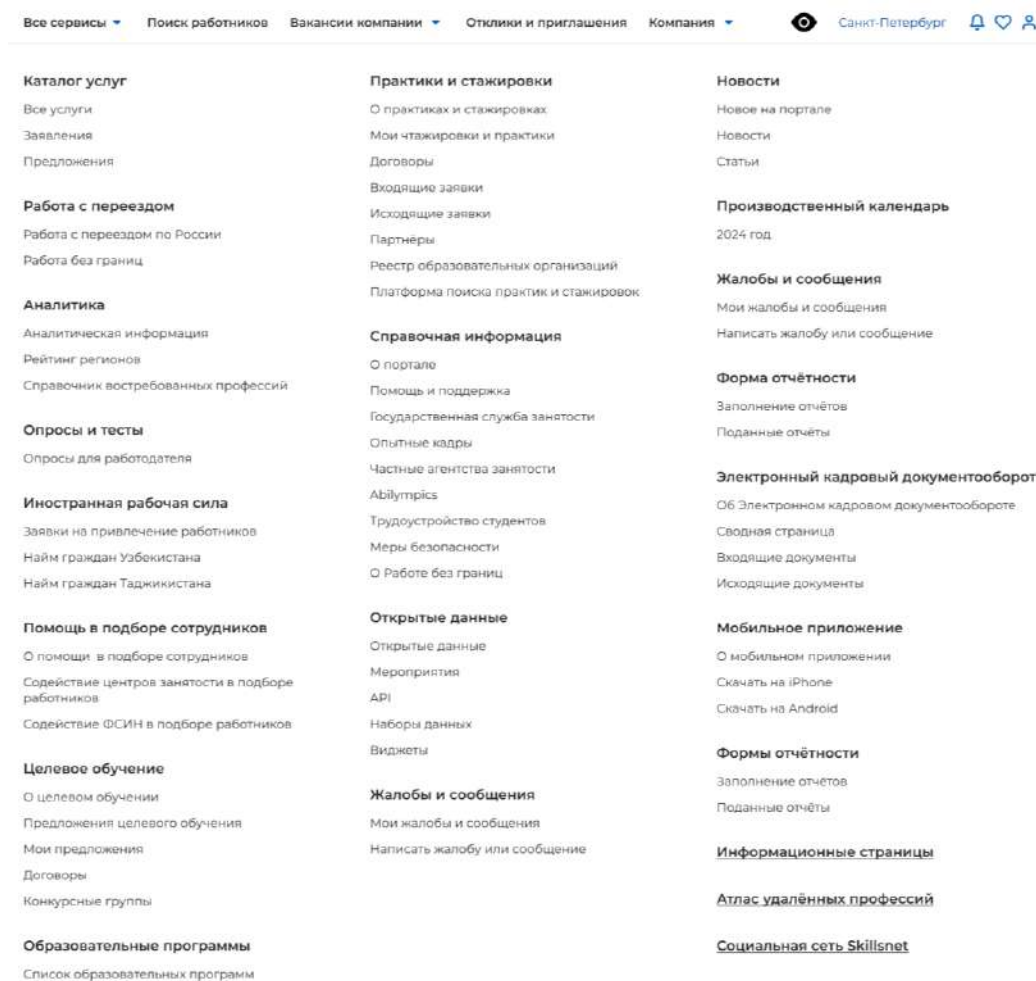 Все сервисы
Поиск работников
Вакансии компании
Отклики и приглашения
Компания
Санкт-Петербург
Каталог услуг
Все услуги
Заявления
Предложения
Работа с переездом
Работа с переездом по России
Работа без границ
Аналитика
Аналитическая информация
Рейтинг регионов
Справочник востребованных профессий
Опросы и тесты
Опросы для работодателя
Иностранная рабочая сила
Заявки на привлечение работников
Найм граждан Узбекистана
Найм граждан Таджикистана
Помощь в подборе сотрудников
О помощи в подборе сотрудников
Содействие центров занятости в подборе
работников
Содействие ФСИН в подборе работников
Целевое обучение
О целевом обучении
Предложения целевого обучения
Мои предложения
Договоры
Конкурсные группы
Образовательные программы
Список образовательных программ
Практики и стажировки
О практиках и стажировках
Мои чтажировки и практики
Договоры
Входящие заявки
Исходящие заявки
Партнёры
Реестр образовательных организаций
Платформа поиска практик и стажировок
Справочная информация
О портале
Помощь и поддержка
Государственная служба занятости
Опытные кадры
Частные агентства занятости
Abilympics
Трудоустройство студентов
Меры безопасности
О Работе без границ
Открытые данные
Открытые данные
Мероприятия
API
Наборы данных
Виджеты
Жалобы и сообщения
Мои жалобы и сообщения
Написать жалобу или сообщение
Новости
Новое на портале
Новости
Статьи
Производственный календарь
2024 год
Жалобы и сообщения
Мои жалобы и сообщения
Написать жалобу или сообщение
Форма отчётности
Заполнение отчётов
Поданные отчёты
Электронный кадровый документооборот
Об Электронном кадровом документообороте
Сводная страница
Входящие документы
Исходящие документы
Мобильное приложение
О мобильном приложении
Скачать на iPhone
Скачать на Android
Формы отчётности
Заполнение отчётов
Поданные отчёты
Информационные страницы
Атлас удалённых профессий
Социальная сеть Skillsnet